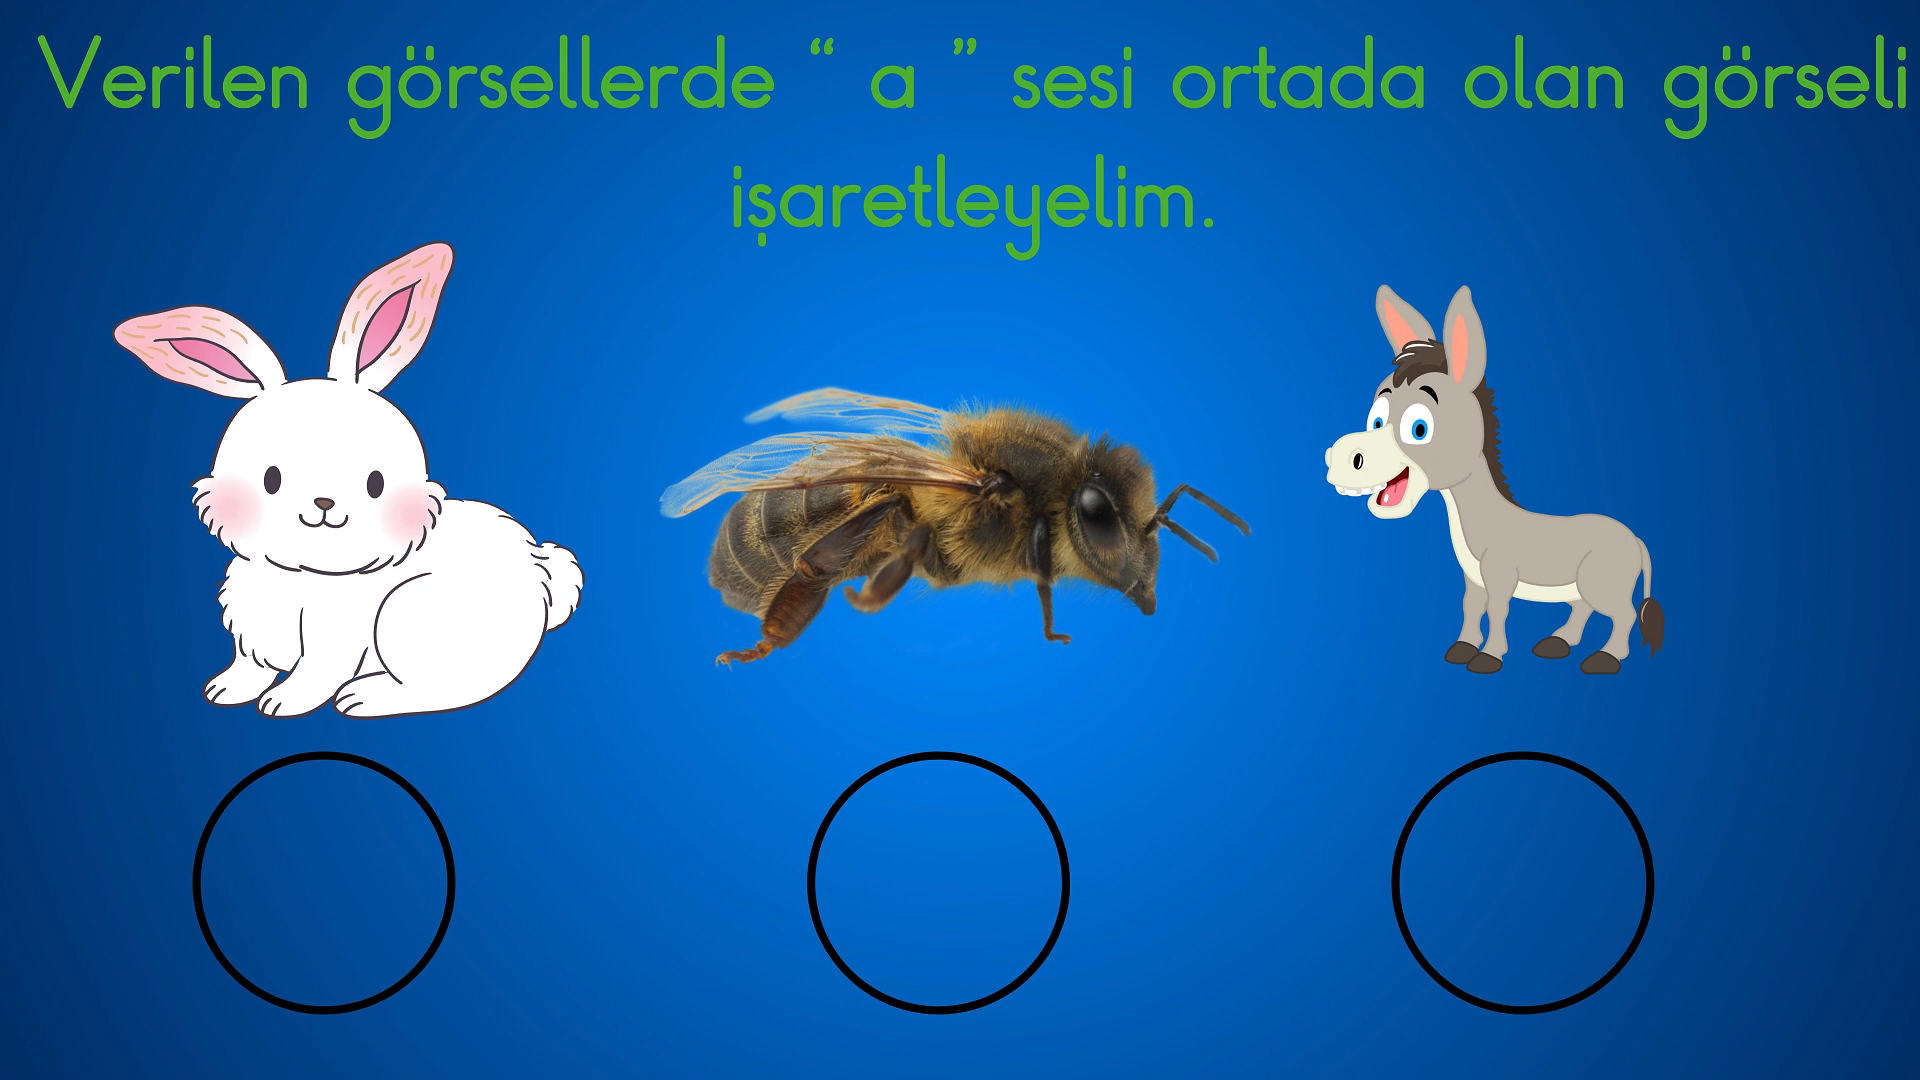 Verilen görsellerde “ a ” sesi ortada olan görseli
işaretleyelim.